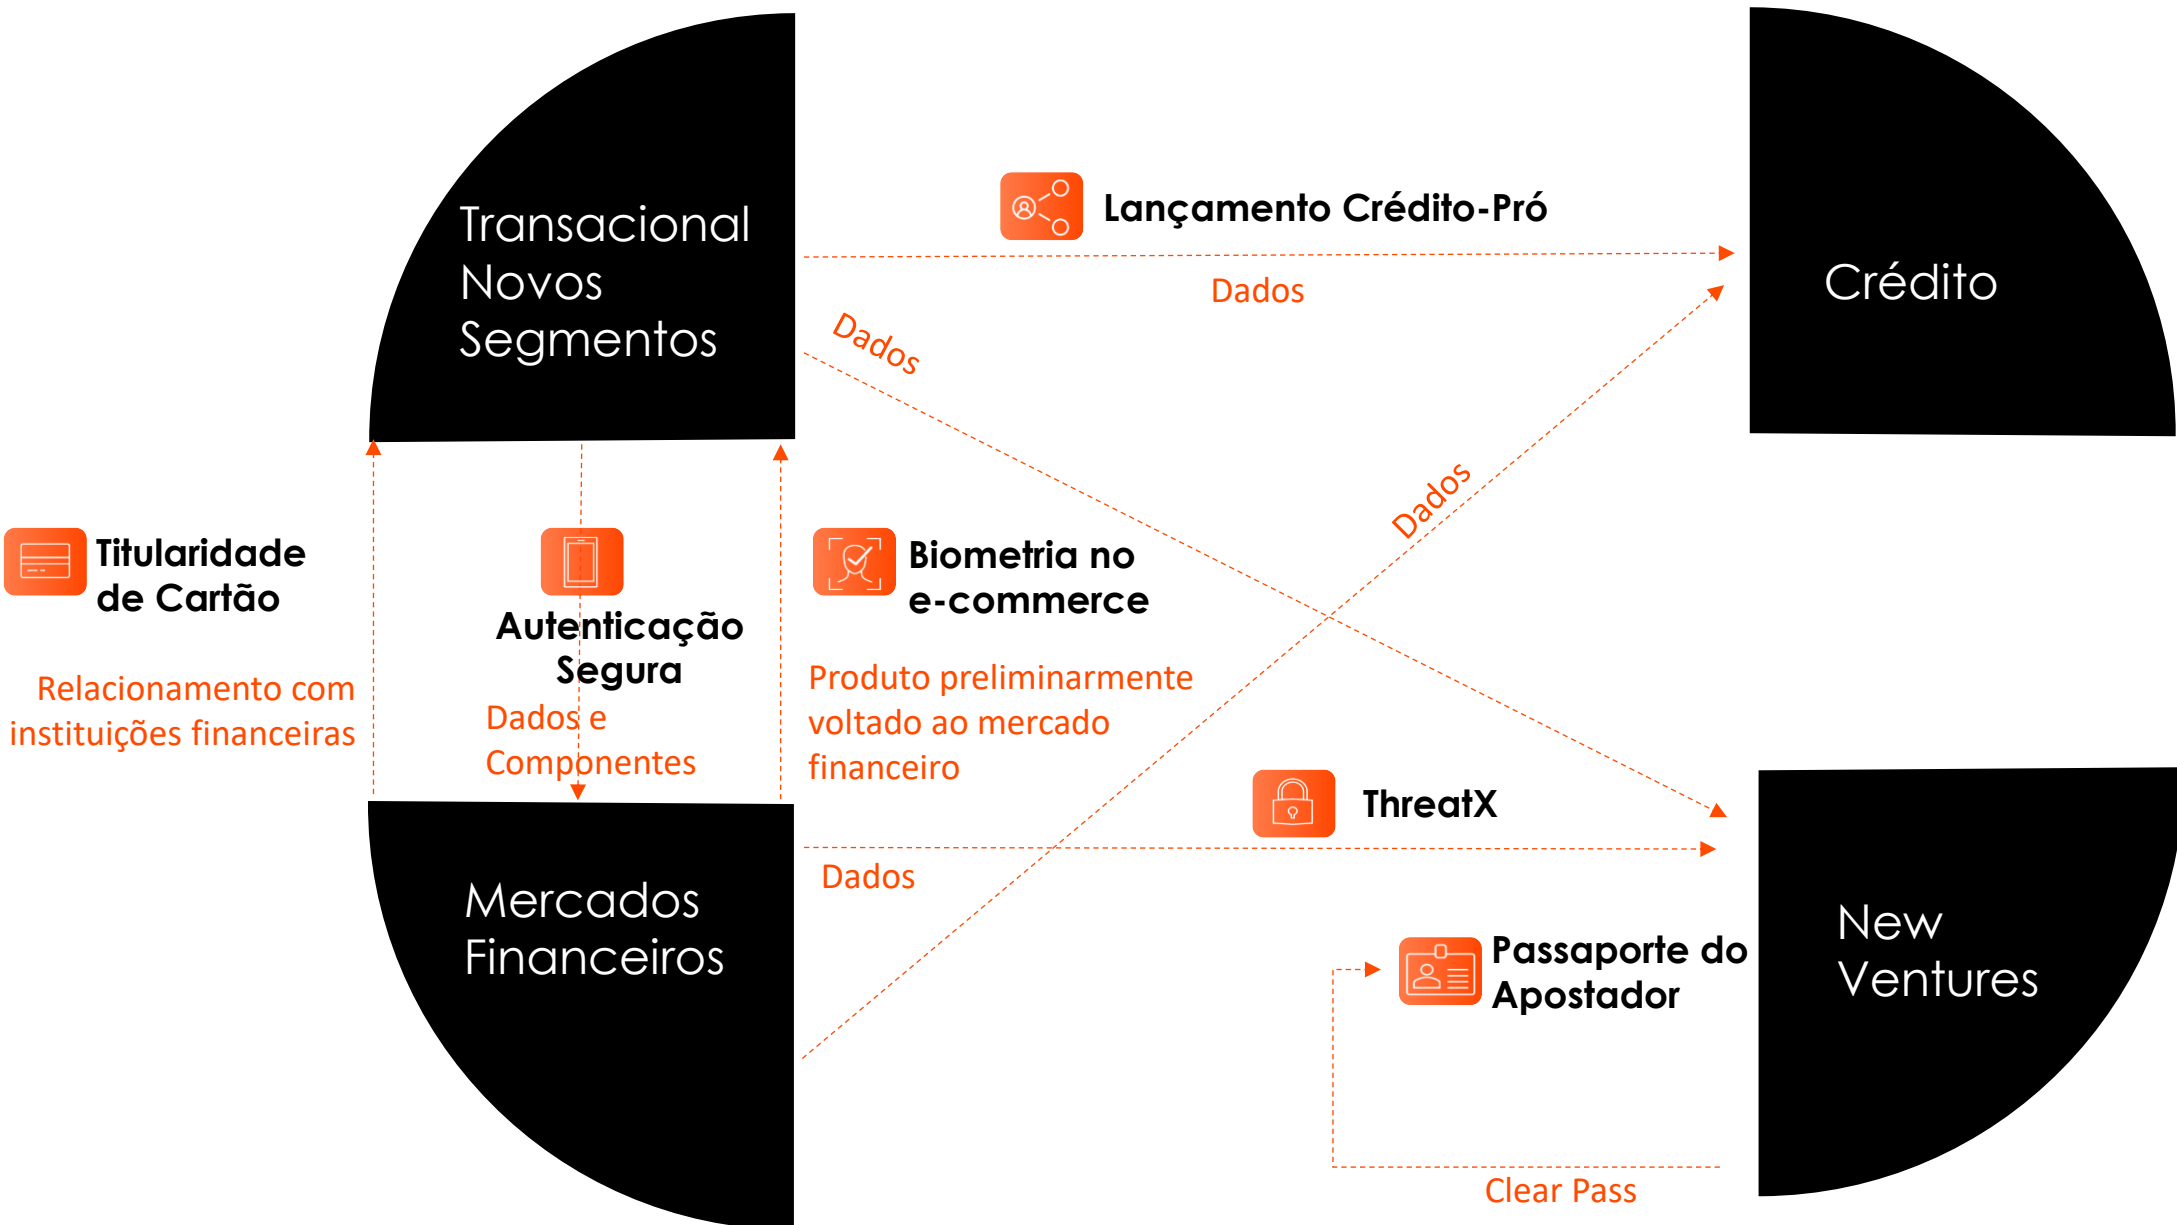 Transacional
Novos
Segmentos
Lançamento Crédito-Pró
Dados
Crédito
Dados
Dados
Titularidade
de Cartão
Relacionamento com
instituições financeiras
Autenticação
Segura
Dados e
Componentes
Biometria no
e-commerce
Produto preliminarmente
voltado ao mercado
financeiro
ThreatX
Dados
Mercados
Financeiros
Passaporte do
Apostador
New
Ventures
Clear Pass